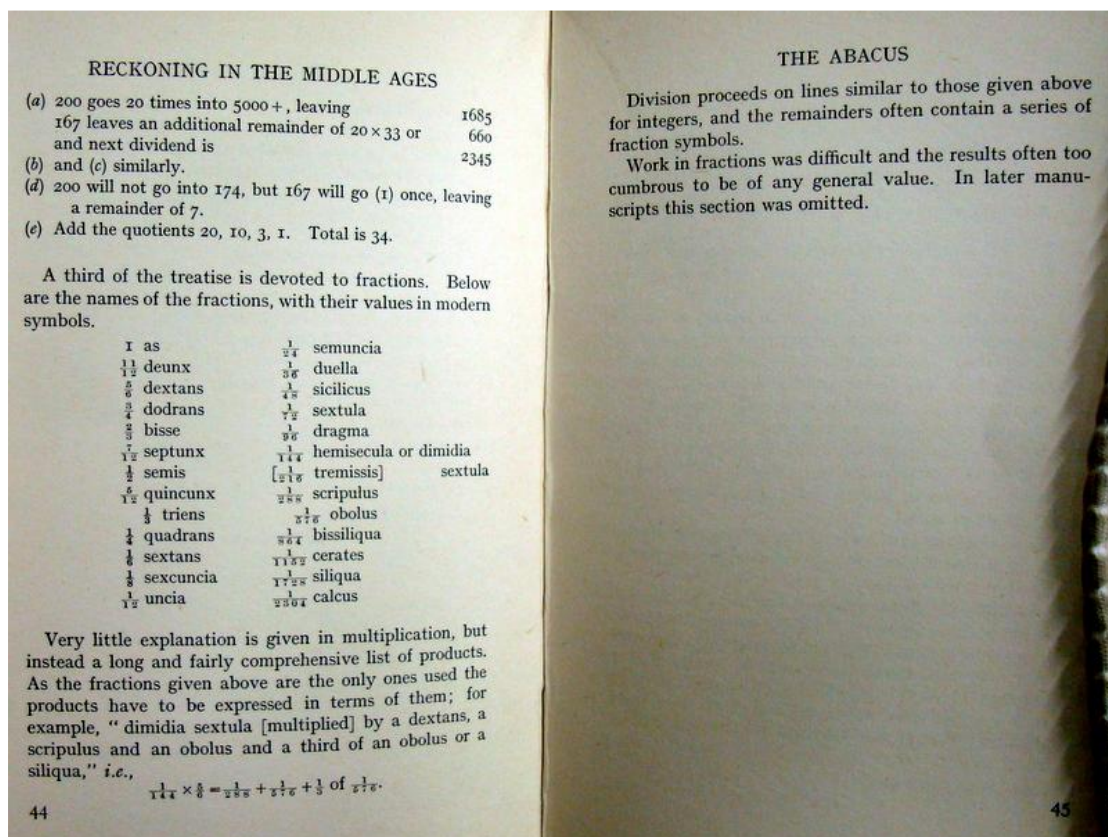 RECKONING IN THE MIDDLE AGES
(a) 200 goes 20 times into 5000 +, leaving 1685
167 leaves an additional remainder of 20 × 33 or 660
and next dividend is 2345
(b) and (c) similarly.
(d) 200 will not go into 174, but 167 will go (1) once, leaving
a remainder of 7.
(e) Add the quotients 20, 10, 3, 1. Total is 34.
A third of the treatise is devoted to fractions. Below
are the names of the fractions, with their values in modern
symbols.
1 as 1/24 semuncia
11/12 deunx 1/36 duella
5/6 dextans 1/48 sicilicus
3/4 dodrans 1/72 sextula
2/3 bisse 1/96 dragma
7/12 septunx 1/144 hemisecula or dimidia
1/2 semis [1/216 tremissis] sextula
5/12 quincunx 1/288 scripulus
1/3 triens 1/576 obolus
1/4 quadrans 1/864 bissiliqua
1/6 sextans 1/1152 cerates
1/8 sexcuncia 1/1728 siliqua
1/12 uncia 1/2304 calcus
Very little explanation is given in multiplication, but
instead a long and fairly comprehensive list of products.
As the fractions given above are the only ones used the
products have to be expressed in terms of them; for
example, “ dimidia sextula [multiplied] by a dextans, a
scripulus and an obolus and a third of an obolus or a
siliqua,” i.e.,
1/144 × 5/6 = 1/288 + 1/576 + 1/3 of 1/576.
44
THE ABACUS
Division proceeds on lines similar to those given above
for integers, and the remainders often contain a series of
fraction symbols.
Work in fractions was difficult and the results often too
cumbrous to be of any general value. In later manu-
scripts this section was omitted.
45